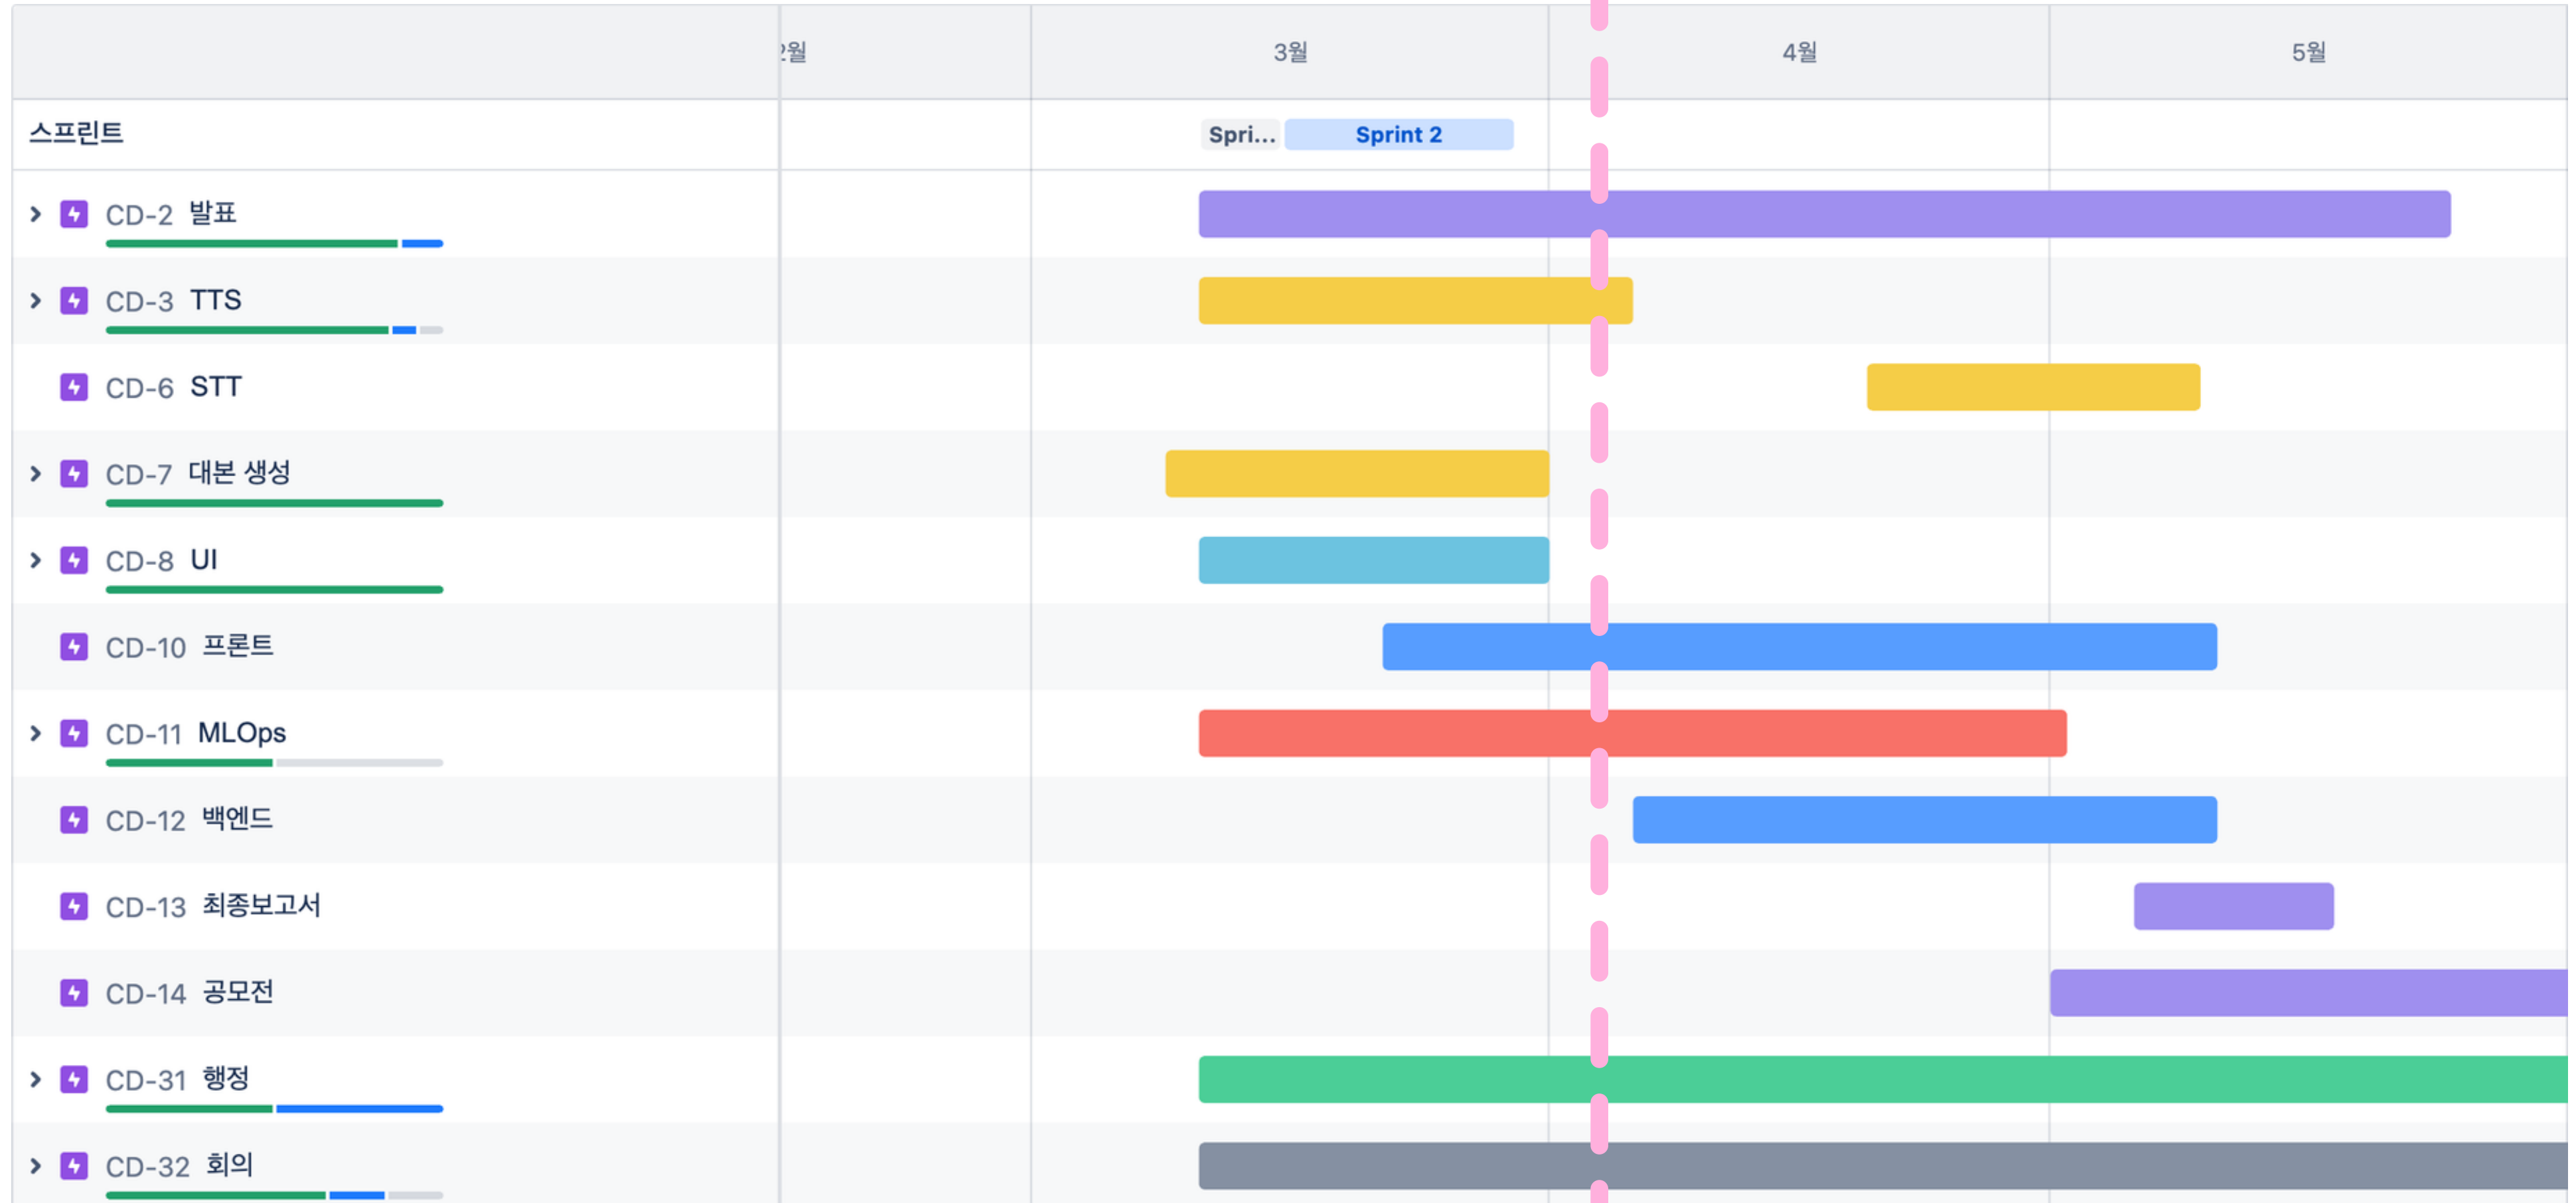 2월 3월 4월 5월
스프린트 Spri... Sprint 2
CD-2 발표
CD-3 TTS
CD-6 STT
CD-7 대본 생성
CD-8 UI
CD-10 프론트
CD-11 MLOps
CD-12 백엔드
CD-13 최종보고서
CD-14 공모전
CD-31 행정
CD-32 회의